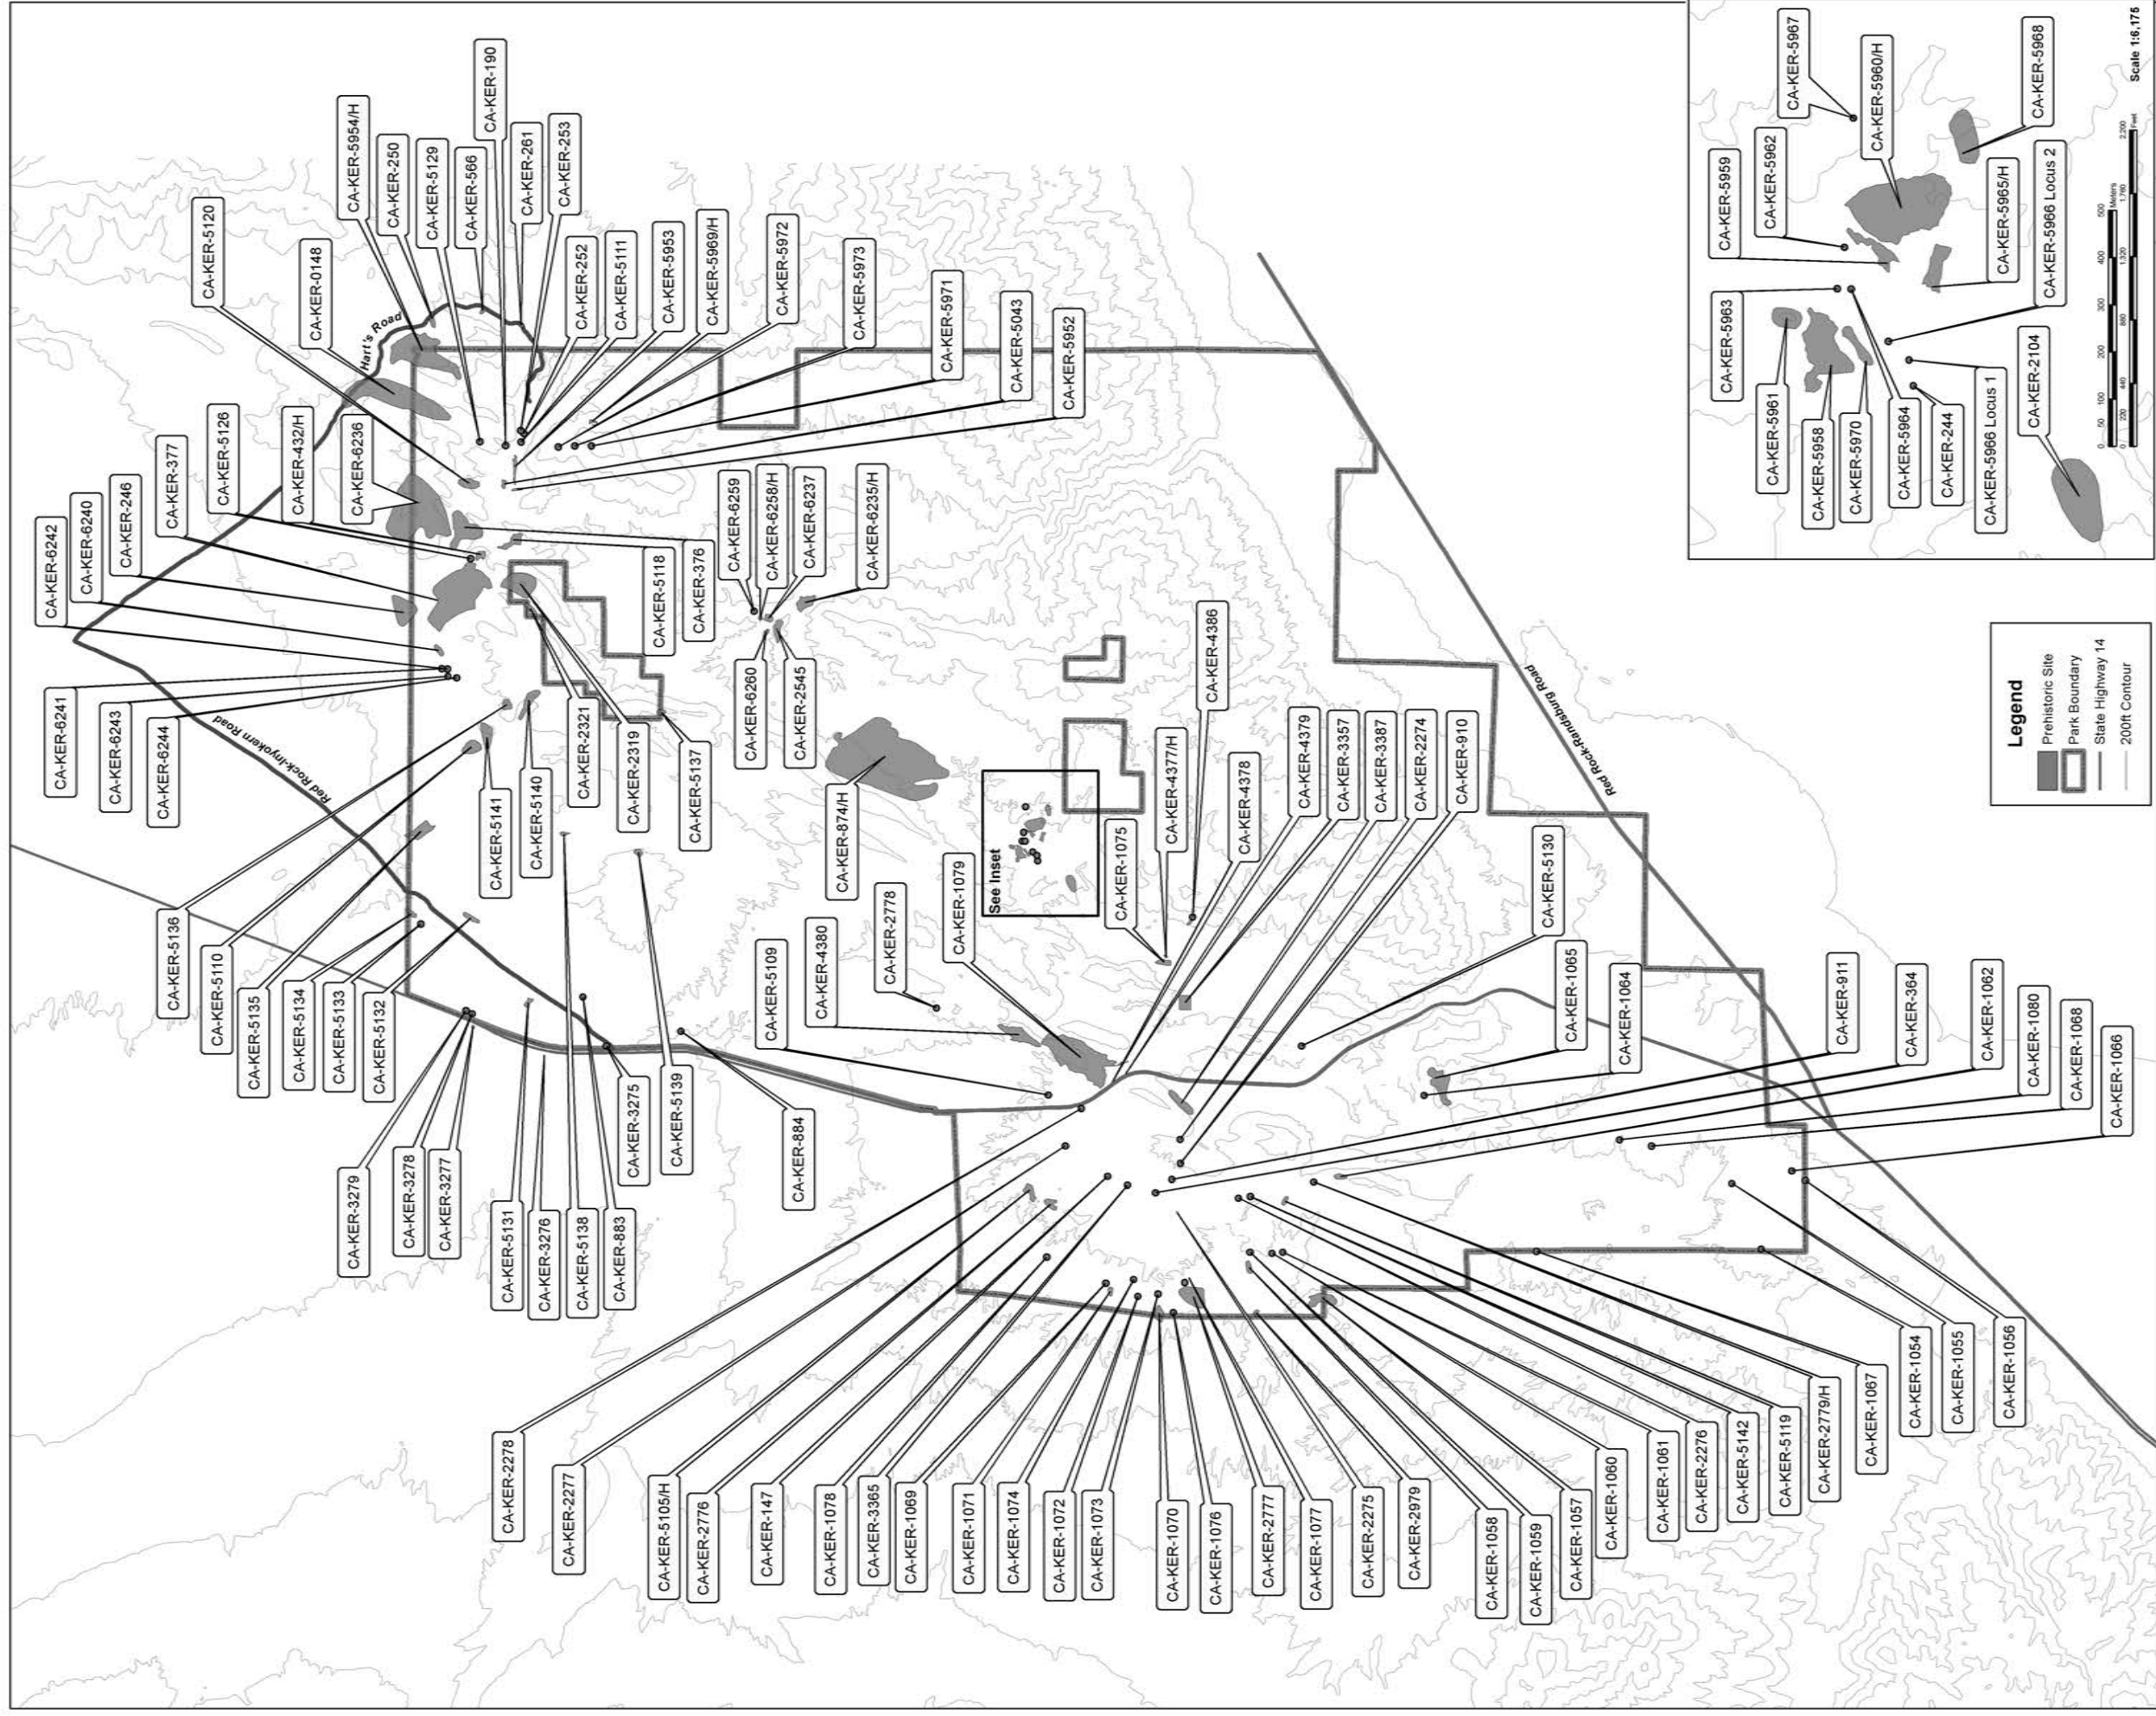 CA-KER-6242
CA-KER-6240
CA-KER-246
CA-KER-377
CA-KER-5126
CA-KER-432/H
CA-KER-6236
CA-KER-5120
CA-KER-0148
CA-KER-5954/H
CA-KER-250
CA-KER-5129
CA-KER-566
CA-KER-190
CA-KER-261
CA-KER-253
CA-KER-252
CA-KER-5111
CA-KER-5953
CA-KER-5969/H
CA-KER-5972
CA-KER-5973
CA-KER-5971
CA-KER-5043
CA-KER-5952
Hart's Road
Red Rock-Inyokern Road
CA-KER-6241
CA-KER-6243
CA-KER-6244
CA-KER-5136
CA-KER-5110
CA-KER-5135
CA-KER-5134
CA-KER-5133
CA-KER-5132
CA-KER-5141
CA-KER-5140
CA-KER-2321
CA-KER-2319
CA-KER-5137
CA-KER-5118
CA-KER-376
CA-KER-6259
CA-KER-6258/H
CA-KER-6237
CA-KER-6235/H
CA-KER-6260
CA-KER-2545
CA-KER-874/H
CA-KER-2778
CA-KER-4380
CA-KER-5109
CA-KER-1079
See Inset
CA-KER-1075
CA-KER-4377/H
CA-KER-4386
CA-KER-4378
CA-KER-4379
CA-KER-3357
CA-KER-3387
CA-KER-2274
CA-KER-910
CA-KER-5130
CA-KER-1065
CA-KER-1064
Red Rock-Randsburg Road
CA-KER-911
CA-KER-364
CA-KER-1062
CA-KER-1080
CA-KER-1068
CA-KER-1066
CA-KER-3279
CA-KER-3278
CA-KER-3277
CA-KER-5131
CA-KER-3276
CA-KER-5138
CA-KER-883
CA-KER-3275
CA-KER-5139
CA-KER-884
CA-KER-2278
CA-KER-2277
CA-KER-5105/H
CA-KER-2776
CA-KER-147
CA-KER-1078
CA-KER-3365
CA-KER-1069
CA-KER-1071
CA-KER-1074
CA-KER-1072
CA-KER-1073
CA-KER-1070
CA-KER-1076
CA-KER-2777
CA-KER-1077
CA-KER-2275
CA-KER-2979
CA-KER-1058
CA-KER-1059
CA-KER-1057
CA-KER-1060
CA-KER-1061
CA-KER-2276
CA-KER-5142
CA-KER-5119
CA-KER-2779/H
CA-KER-1067
CA-KER-1054
CA-KER-1055
CA-KER-1056
Legend
Prehistoric Site
Park Boundary
State Highway 14
200ft Contour
CA-KER-5967
CA-KER-5960/H
CA-KER-5968
CA-KER-5959
CA-KER-5962
CA-KER-5965/H
CA-KER-5966 Locus 2
CA-KER-5963
CA-KER-5961
CA-KER-5958
CA-KER-5970
CA-KER-5964
CA-KER-244
CA-KER-5966 Locus 1
CA-KER-2104
0 50 100 200 300 400 500
Meters
0 220 440 880 1,320 1,760 2,200
Feet
Scale 1:6,175